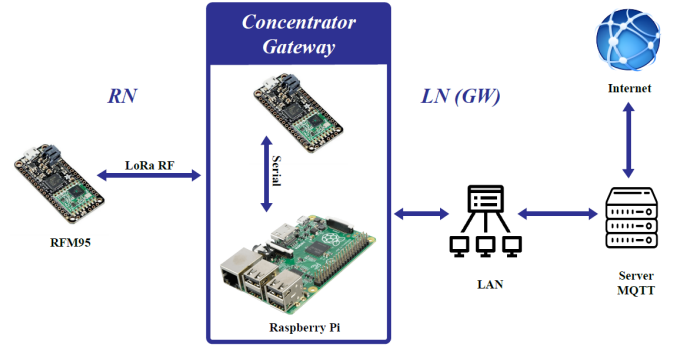 Concentrator
Gateway
RN
LN (GW)
Internet
LoRa RF
Serial
RFM95
LAN
Server
MQTT
Raspberry Pi